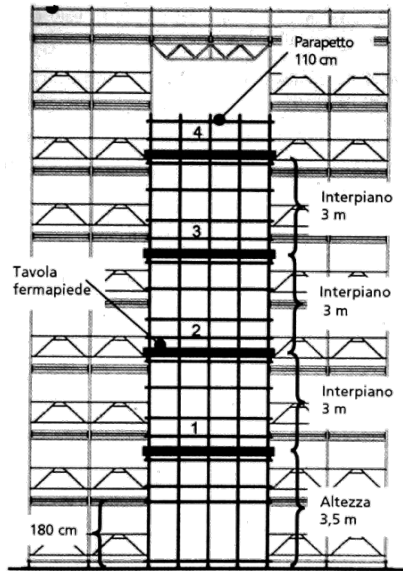 Parapetto
110 cm
4
Interpiano
3 m
3
Tavola
fermapiede
Interpiano
3 m
2
Interpiano
3 m
1
180 cm
Altezza
3,5 m